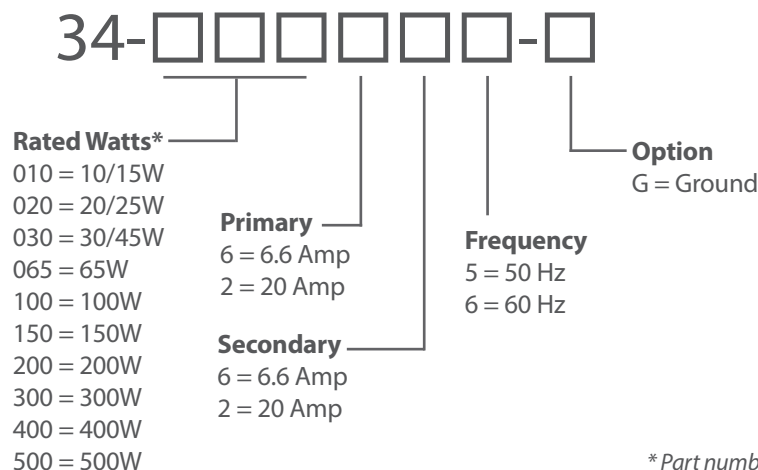 34-□□□□□□-□
Rated Watts*
010 = 10/15W
020 = 20/25W
030 = 30/45W
065 = 65W
100 = 100W
150 = 150W
200 = 200W
300 = 300W
400 = 400W
500 = 500W
Primary
6 = 6.6 Amp
2 = 20 Amp
Secondary
6 = 6.6 Amp
2 = 20 Amp
Frequency
5 = 50 Hz
6 = 60 Hz
Option
G = Ground
* Part numb